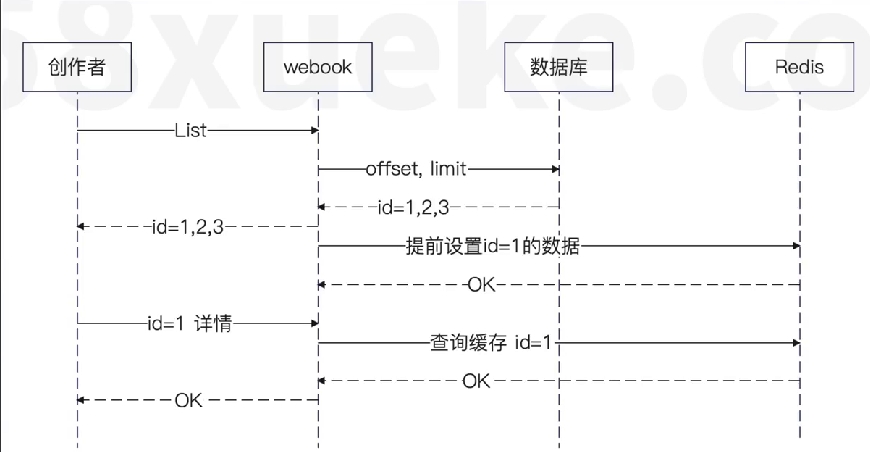 68xueke.co
创作者
webook
数据库
Redis
List
offset, limit
id=1,2,3
id=1,2,3
提前设置id=1的数据
OK
id=1 详情
查询缓存 id=1
OK
OK